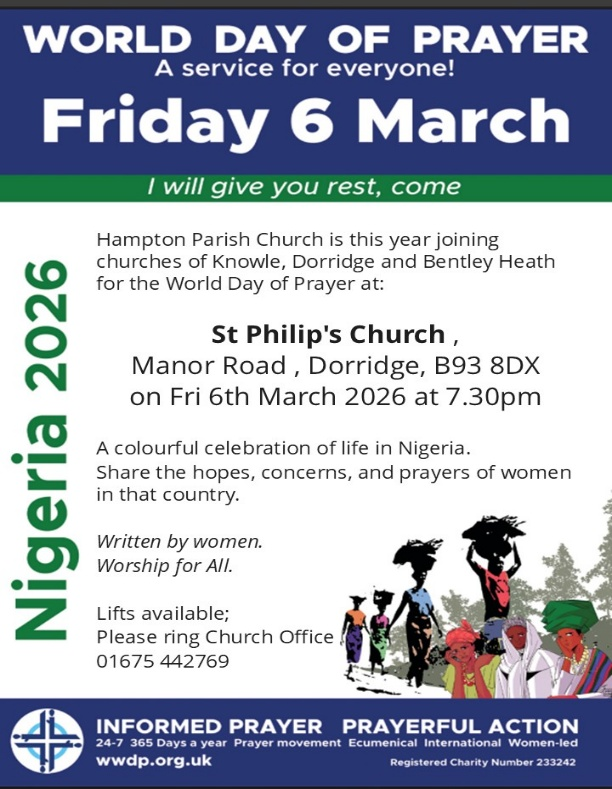 WORLD DAY OF PRAYER
A service for everyone!
Friday 6 March
I will give you rest, come
Nigeria 2026
Hampton Parish Church is this year joining
churches of Knowle, Dorridge and Bentley Heath
for the World Day of Prayer at:
St Philip's Church ,
Manor Road , Dorridge, B93 8DX
on Fri 6th March 2026 at 7.30pm
A colourful celebration of life in Nigeria.
Share the hopes, concerns, and prayers of women
in that country.
Written by women.
Worship for All.
Lifts available;
Please ring Church Office
01675 442769
INFORMED PRAYER PRAYERFUL ACTION
24-7 365 Days a year Prayer movement Ecumenical International Women-led
wwdp.org.uk
Registered Charity Number 233242